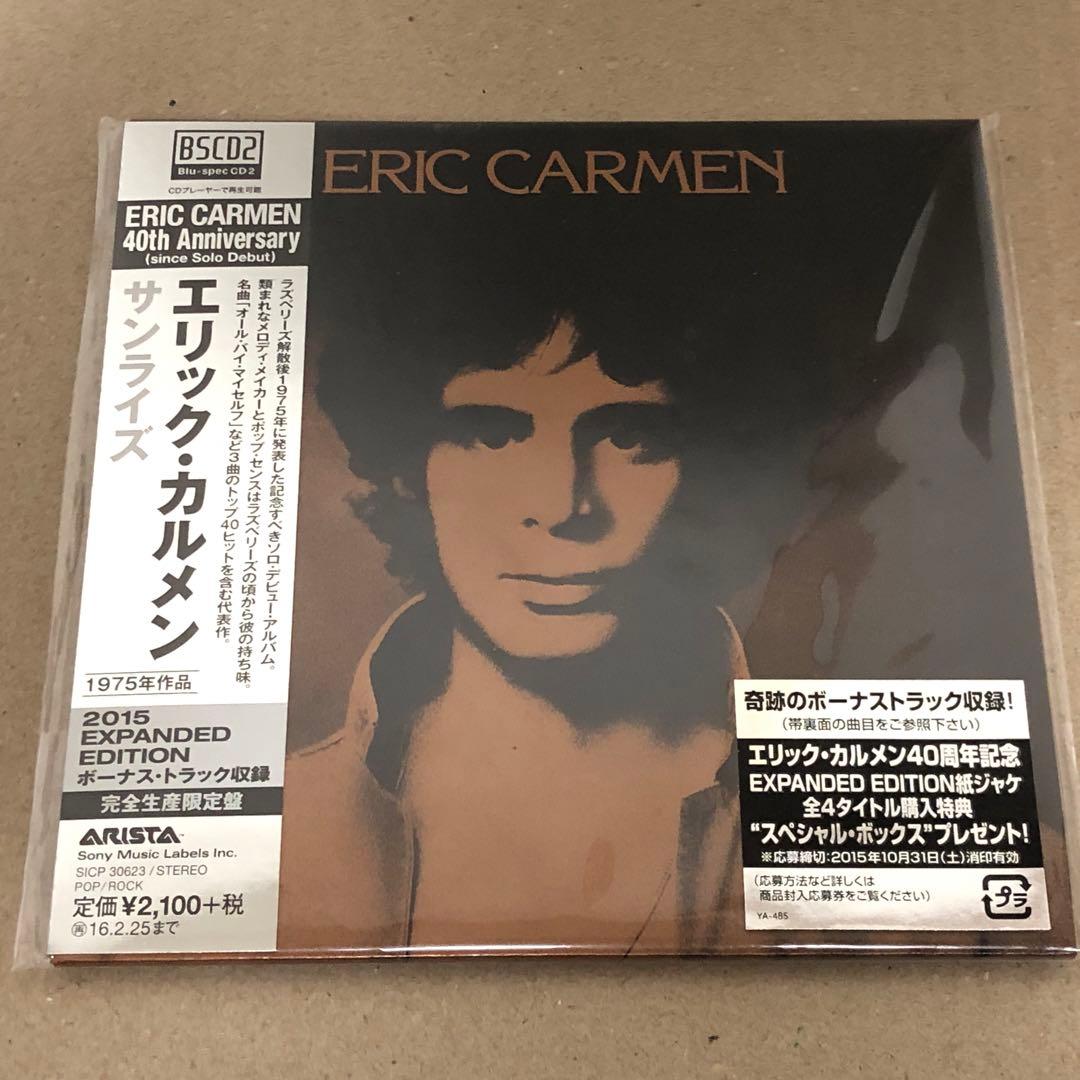 BSCD2
Blu-spec CD2
CDプレーヤーで再生可能
ERIC CARMEN
40th Anniversary
(since Solo Debut)
エリック・カルメン
サンライズ
ラズベリーズ解散後1975年に発表した記念すべきソロ・デビュー・アルバム。
類まれなメロディ・メイカーとポップ・センスはラズベリーズの頃から彼の持ち味。
名曲「オール・バイ・マイセルフ」など3曲のトップ40ヒットを含む代表作。
1975年作品
2015
EXPANDED
EDITION
ボーナス・トラック収録
完全生産限定盤
ARISTA
Sony Music Labels Inc.
SICP 30623/STEREO
POP/ROCK
定価¥2,100+税
再16.2.25まで
ERIC CARMEN
奇跡のボーナストラック収録!
(帯裏面の曲目をご参照下さい)
エリック・カルメン40周年記念
EXPANDED EDITION紙ジャケ
全4タイトル購入特典
“スペシャル・ボックス”プレゼント!
※応募締切:2015年10月31日(土)消印有効
(応募方法など詳しくは
商品封入応募券をご覧ください)
YA-485
プラ